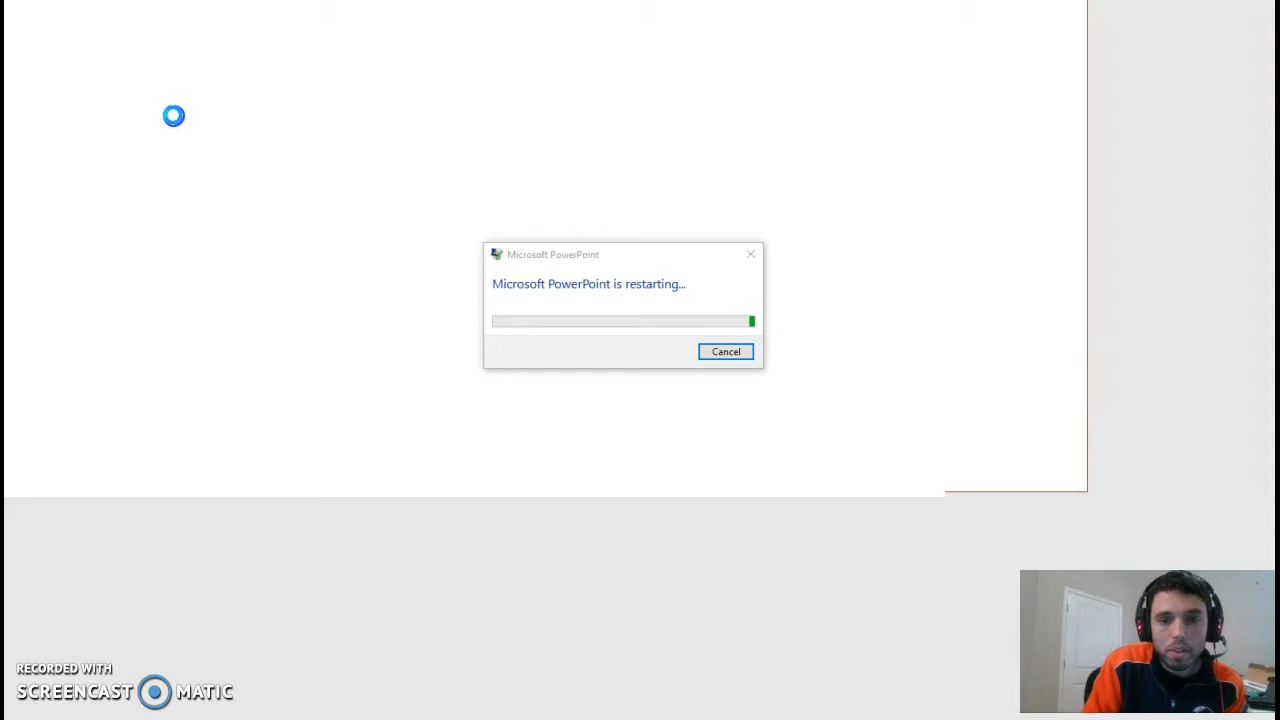 Microsoft PowerPoint
Microsoft PowerPoint is restarting...
Cancel
RECORDED WITH
SCREENCAST MATIC